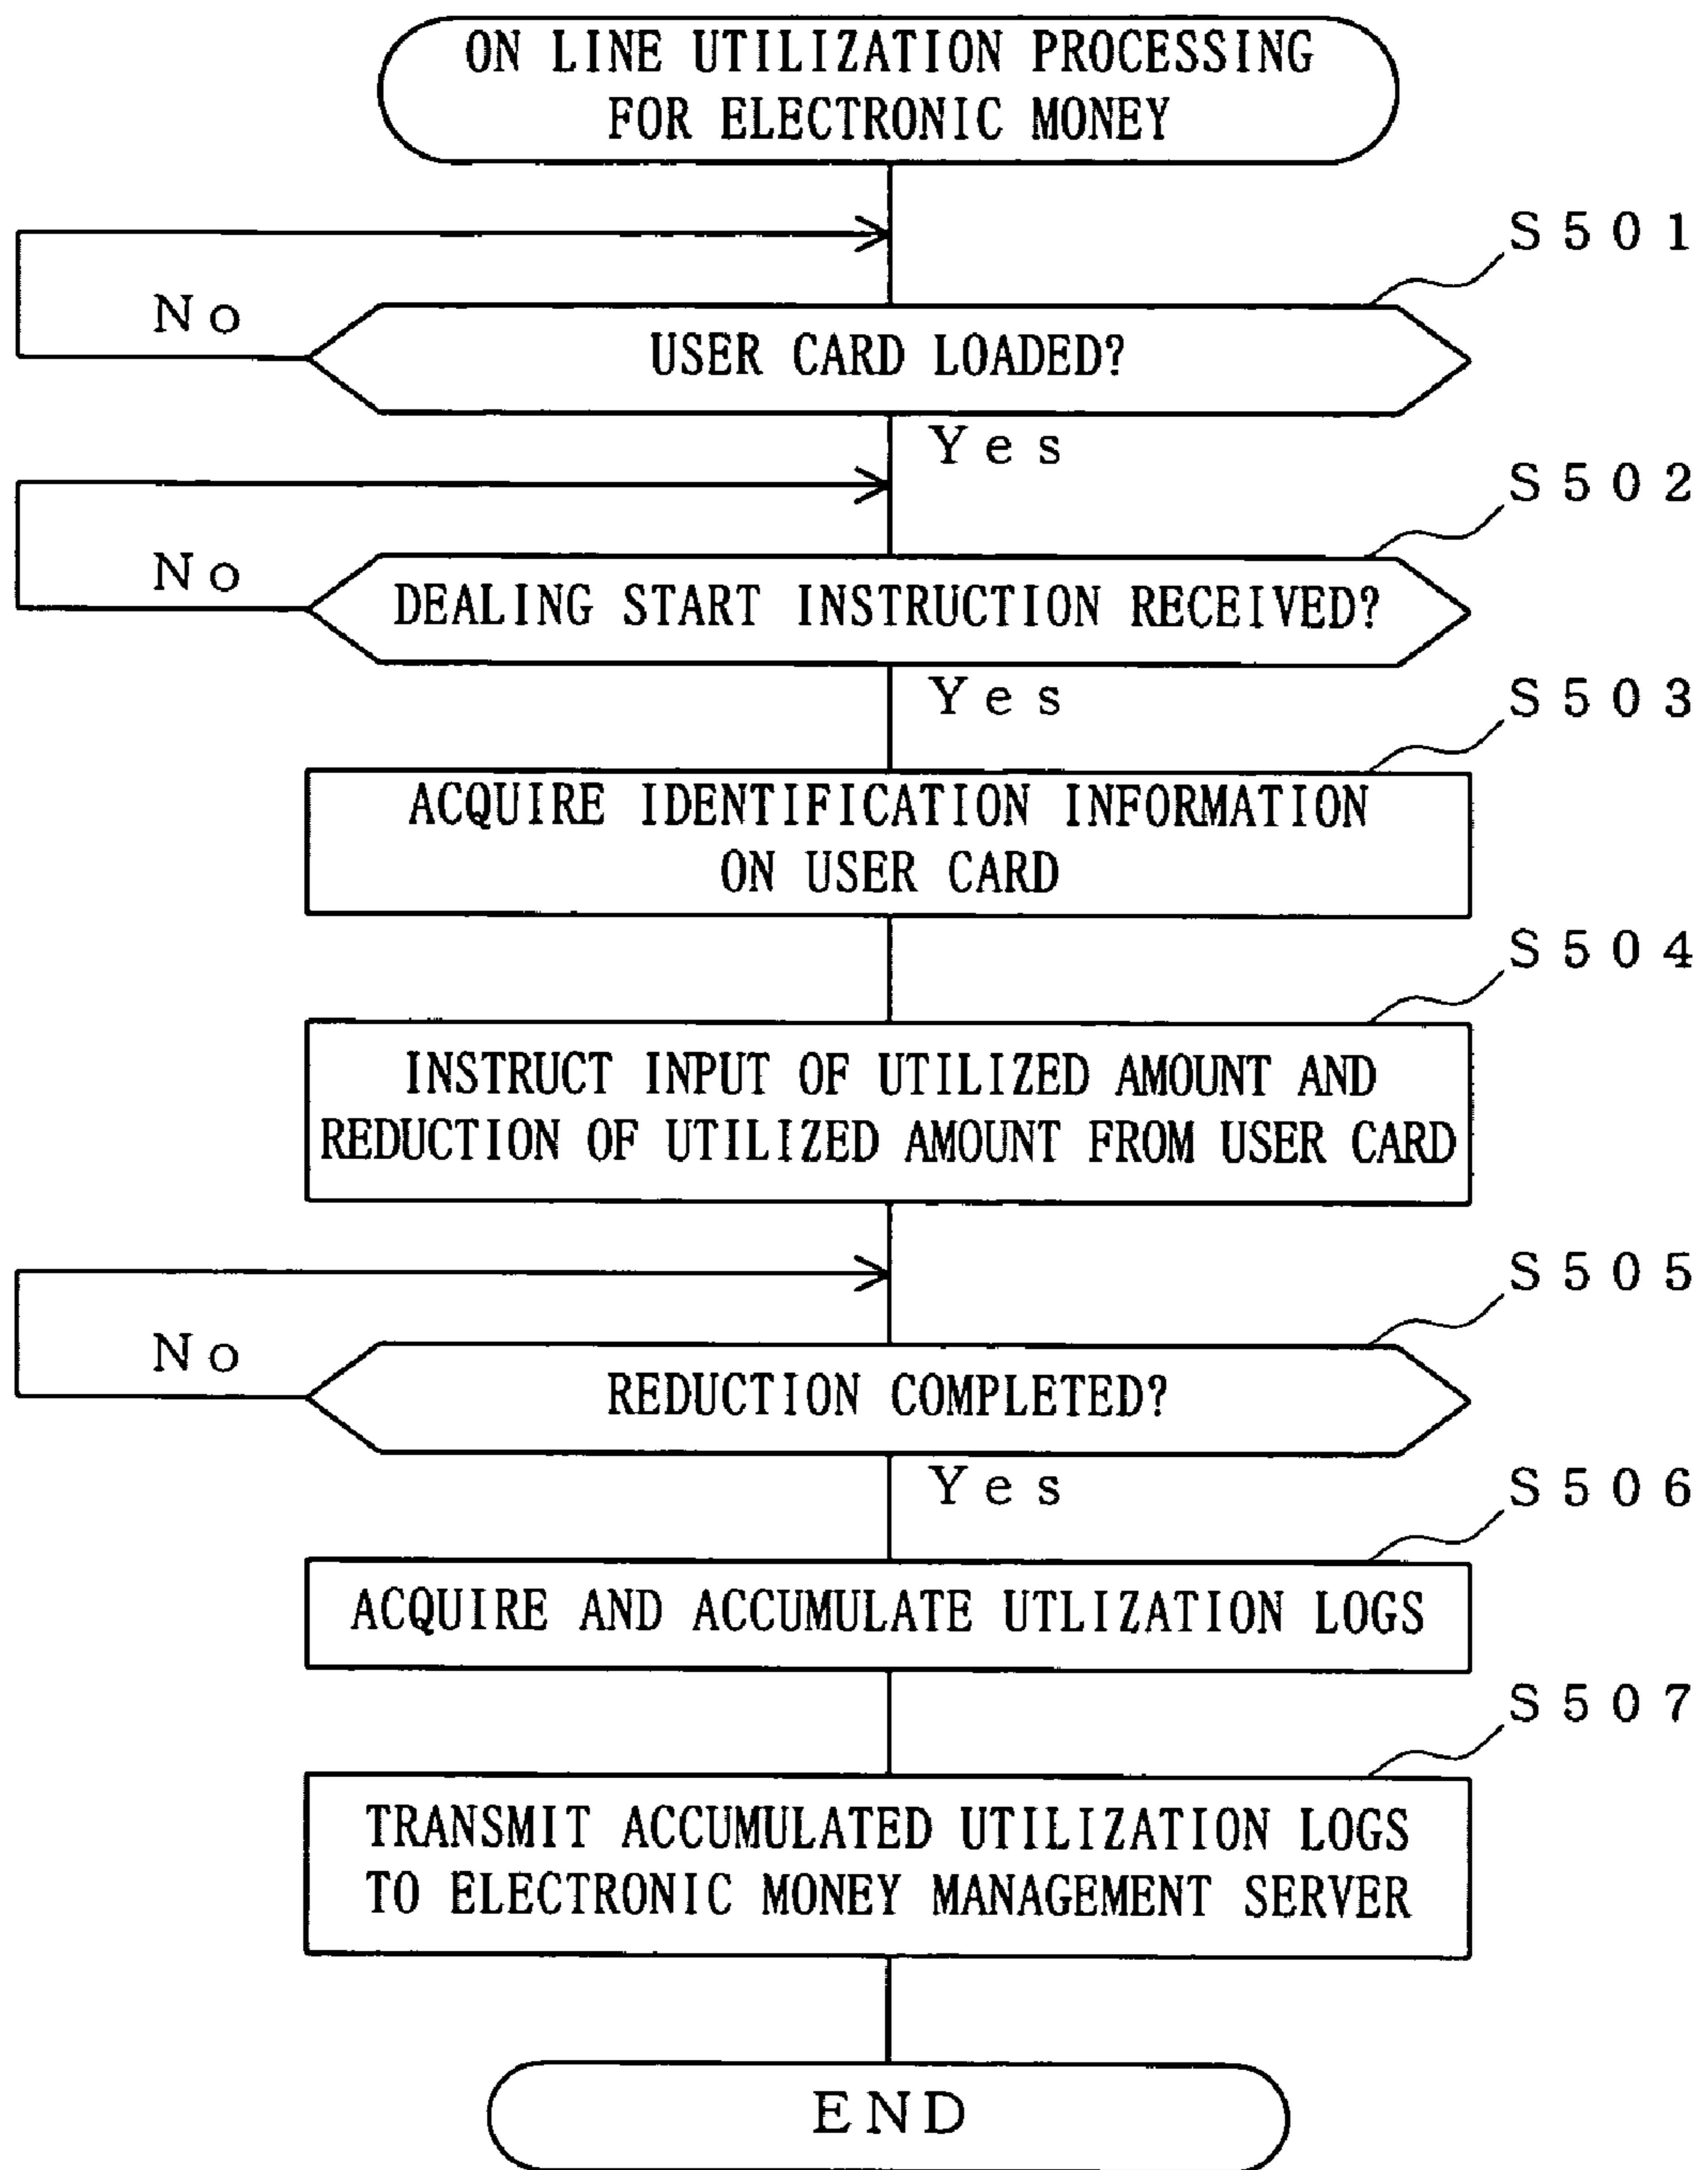 ON LINE UTILIZATION PROCESSING
FOR ELECTRONIC MONEY
S501
No
USER CARD LOADED?
Yes
S502
No
DEALING START INSTRUCTION RECEIVED?
Yes
S503
ACQUIRE IDENTIFICATION INFORMATION
ON USER CARD
S504
INSTRUCT INPUT OF UTILIZED AMOUNT AND
REDUCTION OF UTILIZED AMOUNT FROM USER CARD
S505
No
REDUCTION COMPLETED?
Yes
S506
ACQUIRE AND ACCUMULATE UTLIZATION LOGS
S507
TRANSMIT ACCUMULATED UTILIZATION LOGS
TO ELECTRONIC MONEY MANAGEMENT SERVER
END